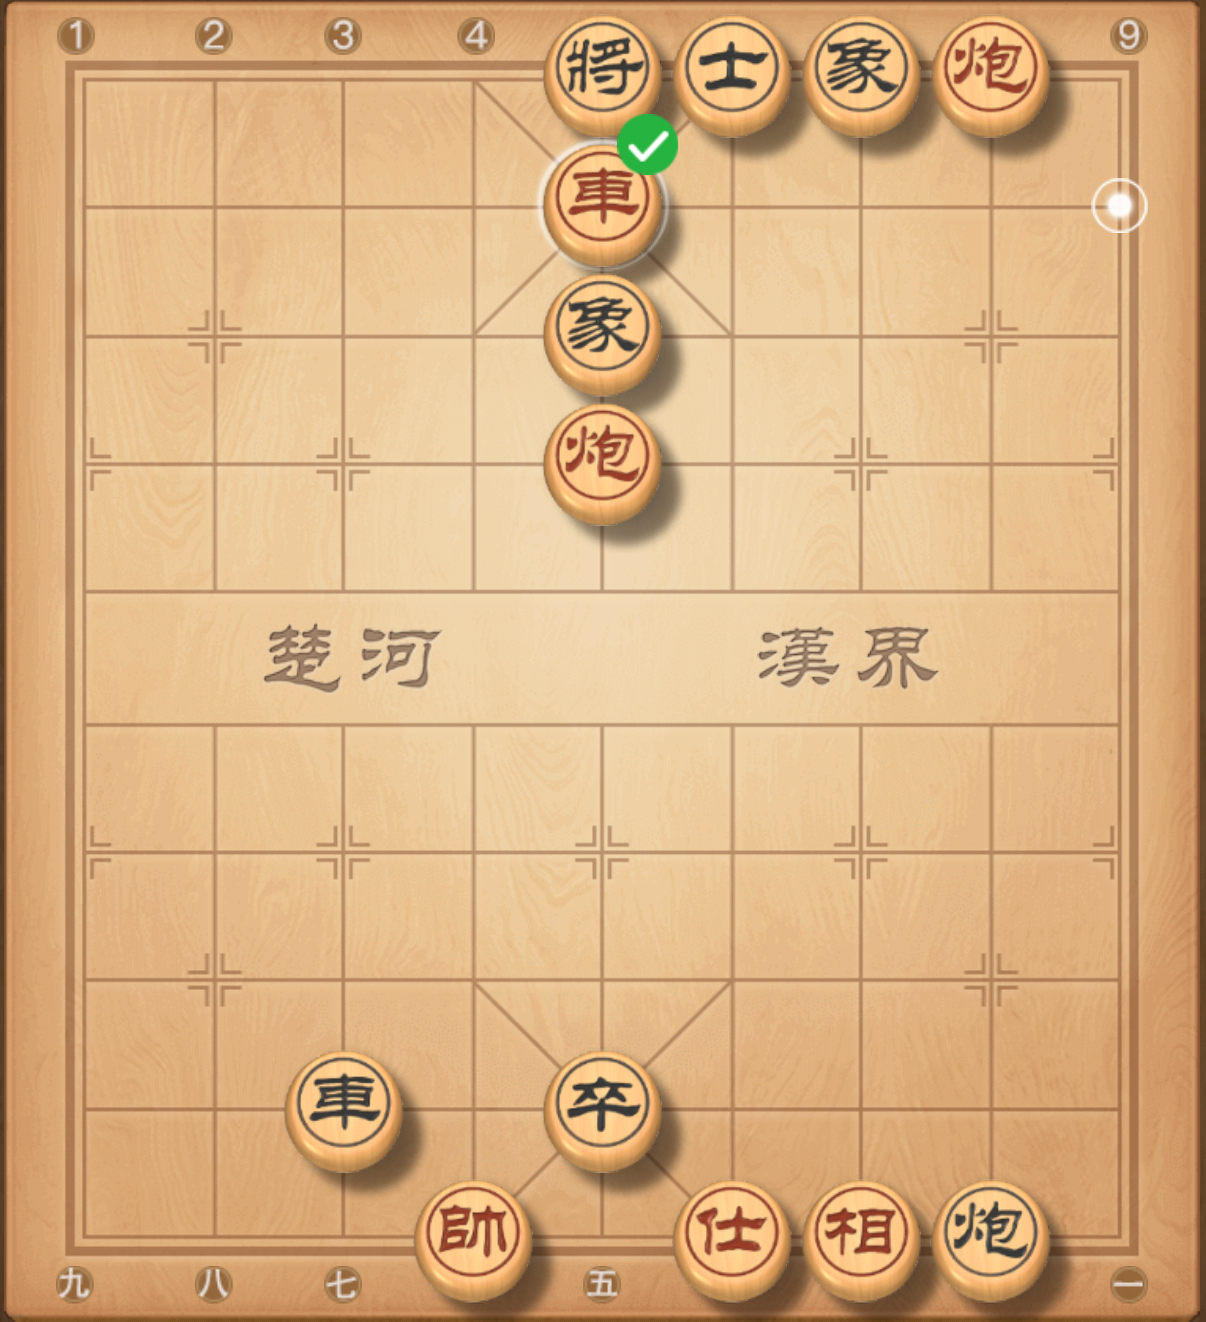 1 2 3 4 9
將 士 象 炮
車
象
炮
楚河 漢界
車 卒
帥 仕 相 炮
九 八 七 五 一